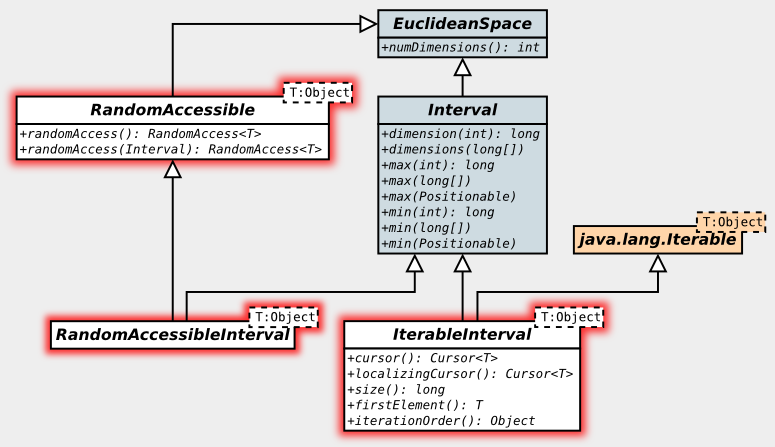 EuclideanSpace
+numDimensions(): int
T:Object
RandomAccessible
+randomAccess(): RandomAccess<T>
+randomAccess(Interval): RandomAccess<T>
Interval
+dimension(int): long
+dimensions(long[])
+max(int): long
+max(long[])
+max(Positionable)
+min(int): long
+min(long[])
+min(Positionable)
T:Object
java.lang.Iterable
T:Object
RandomAccessibleInterval
T:Object
IterableInterval
+cursor(): Cursor<T>
+localizingCursor(): Cursor<T>
+size(): long
+firstElement(): T
+iterationOrder(): Object